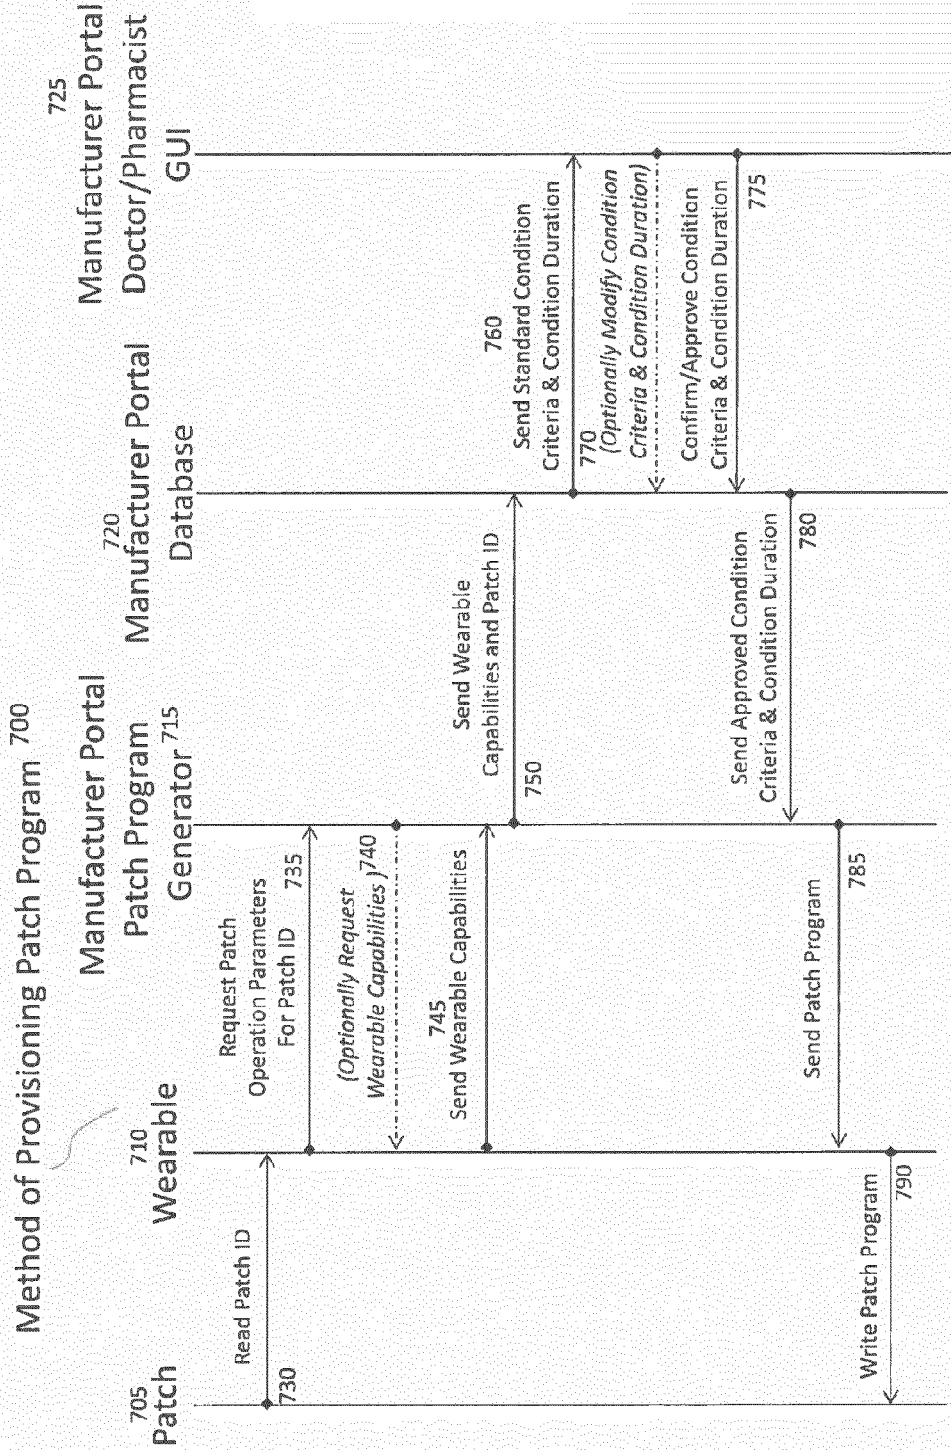 Method of Provisioning Patch Program 700
705
Patch
710
Wearable
Manufacturer Portal
Patch Program
Generator 715
720
Manufacturer Portal
Database
725
Manufacturer Portal
Doctor/Pharmacist
GUI
Read Patch ID
730
Request Patch
Operation Parameters
For Patch ID 735
(Optionally Request
Wearable Capabilities ) 740
745
Send Wearable Capabilities
Send Wearable
Capabilities and Patch ID
750
760
Send Standard Condition
Criteria & Condition Duration
770
(Optionally Modify Condition
Criteria & Condition Duration)
Confirm/Approve Condition
Criteria & Condition Duration
775
Send Approved Condition
Criteria & Condition Duration
780
Send Patch Program
785
Write Patch Program
790